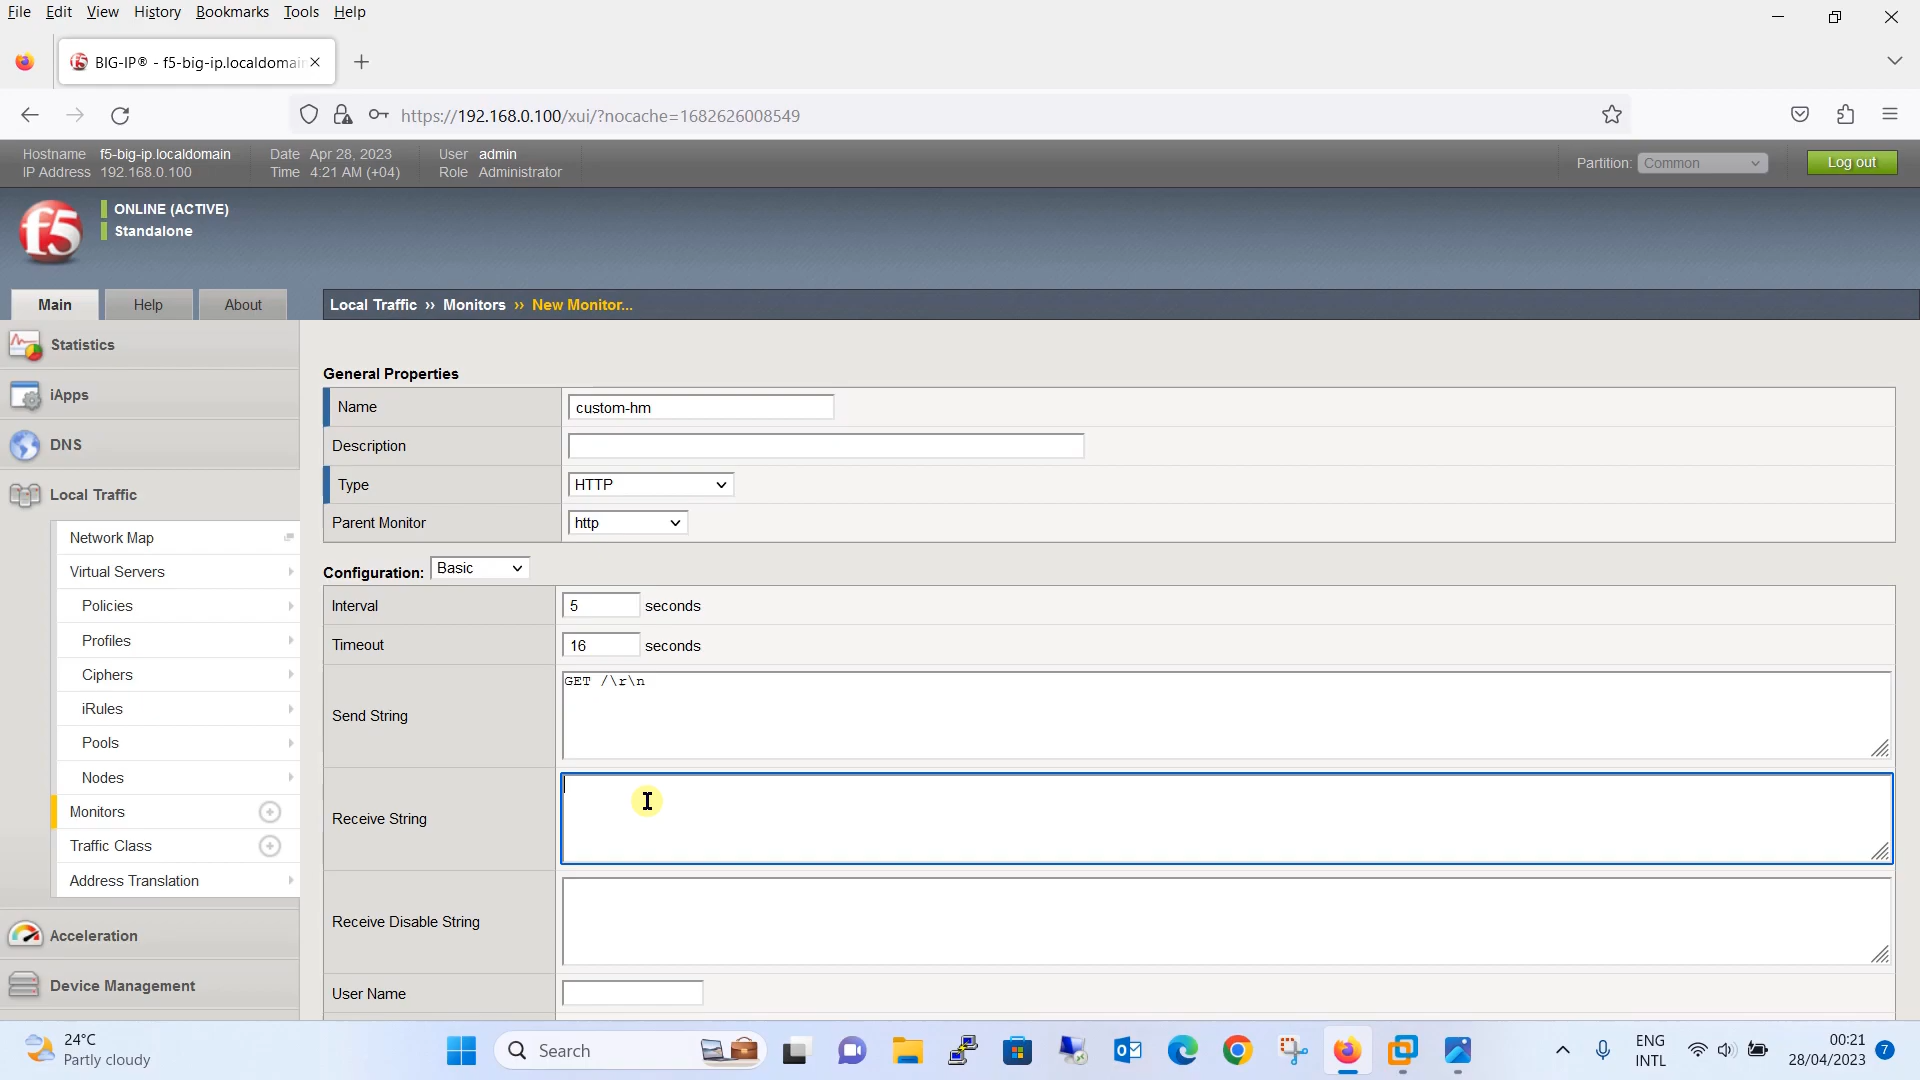 File Edit View History Bookmarks Tools Help
BIG-IP® - f5-big-ip.localdomain
https://192.168.0.100/xui/?nocache=1682626008549
Hostname f5-big-ip.localdomain Date Apr 28, 2023 User admin
IP Address 192.168.0.100 Time 4:21 AM (+04) Role Administrator
Partition: Common Log out
f5
ONLINE (ACTIVE)
Standalone
Main Help About
Local Traffic ›› Monitors ›› New Monitor...
Statistics
iApps
DNS
Local Traffic
Network Map
Virtual Servers
Policies
Profiles
Ciphers
iRules
Pools
Nodes
Monitors
Traffic Class
Address Translation
Acceleration
Device Management
General Properties
Name custom-hm
Description
Type HTTP
Parent Monitor http
Configuration: Basic
Interval 5 seconds
Timeout 16 seconds
Send String GET /\r\n
Receive String
Receive Disable String
User Name
24°C
Partly cloudy
Search
ENG
INTL
00:21
28/04/2023
7